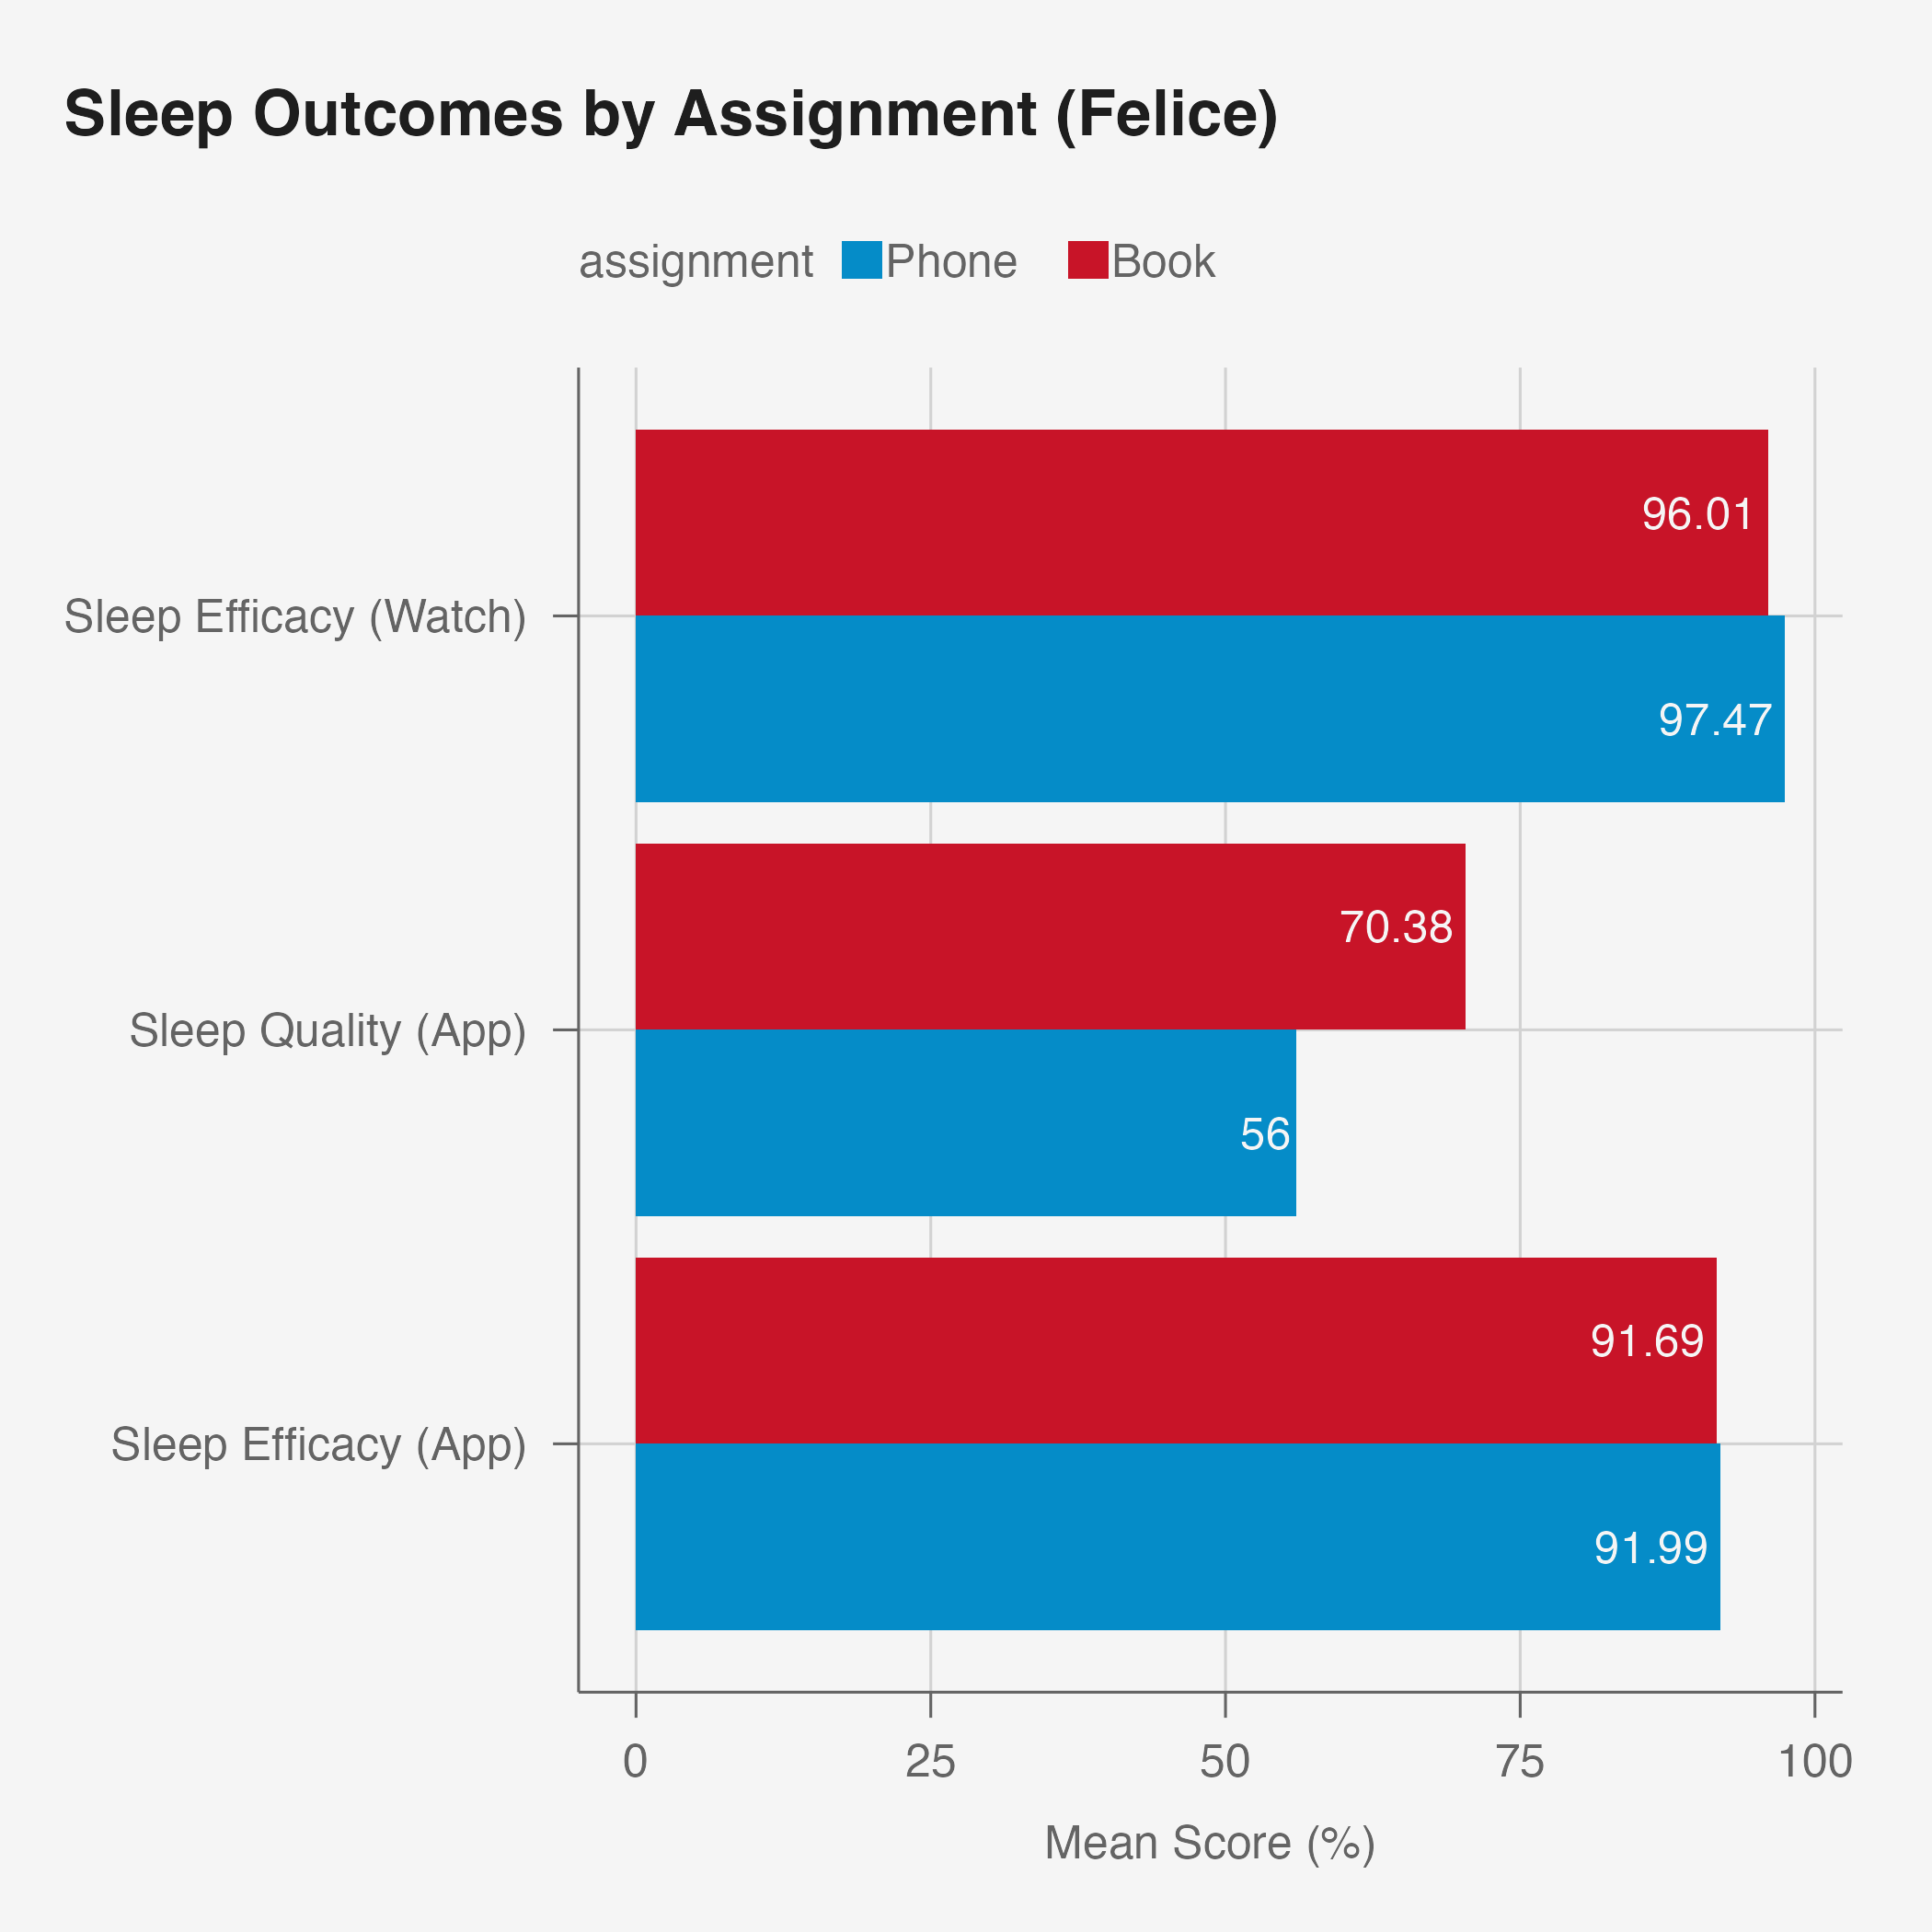 Sleep Outcomes by Assignment (Felice)
assignment Phone Book
96.01
Sleep Efficacy (Watch)
97.47
70.38
Sleep Quality (App)
56
91.69
Sleep Efficacy (App)
91.99
0 25 50 75 100
Mean Score (%)